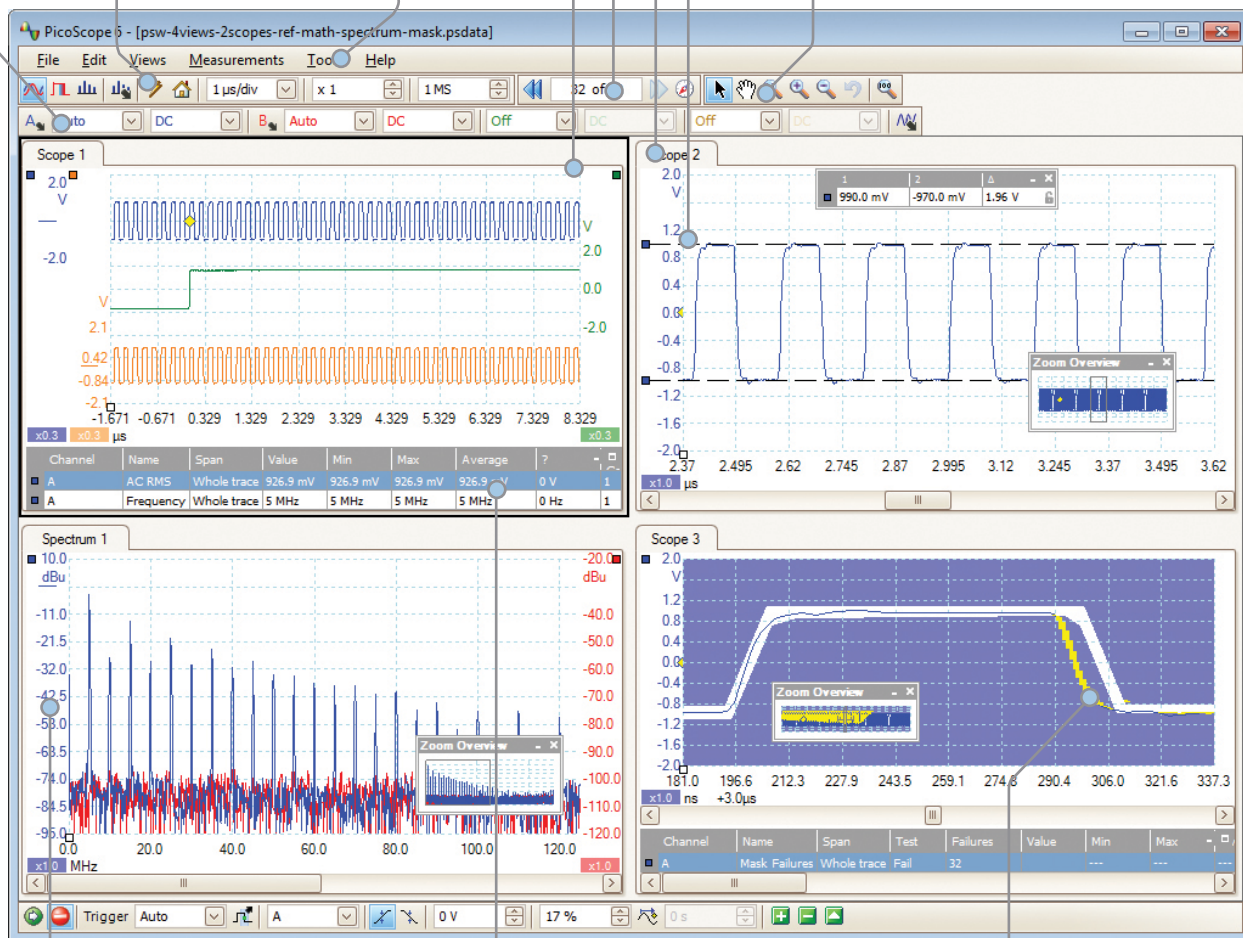 PicoScope 6 - [psw-4views-2scopes-ref-math-spectrum-mask.psdata]
File Edit Views Measurements Help
1 µs/div x 1 1 MS 32 of
A Auto DC B Auto DC Off DC Off DC
Scope 1
2.0
V
-2.0
V
2.0
0.0
-2.0
V
2.1
0.42
-0.84
-2.1
-1.671 -0.671 0.329 1.329 2.329 3.329 4.329 5.329 6.329 7.329 8.329
x0.3 x0.3 µs x0.3
Channel Name Span Value Min Max Average ?
A AC RMS Whole trace 926.9 mV 926.9 mV 926.9 mV 926.9 mV 0 V 1
A Frequency Whole trace 5 MHz 5 MHz 5 MHz 5 MHz 0 Hz 1
Scope 2
2.0
V
1.2
0.8
0.4
0.0
-0.4
-0.8
-1.2
-1.6
-2.0
1 2 Δ
990.0 mV -970.0 mV 1.96 V
Zoom Overview
2.37 2.495 2.62 2.745 2.87 2.995 3.12 3.245 3.37 3.495 3.62
x1.0 µs
Spectrum 1
10.0
dBu
-11.0
-21.5
-32.0
-42.5
-53.0
-63.5
-74.0
-84.5
-95.0
-20.0
dBu
-40.0
-50.0
-60.0
-70.0
-80.0
-90.0
-100.0
-110.0
-120.0
Zoom Overview
0.0 20.0 40.0 60.0 80.0 100.0 120.0
x1.0 MHz x1.0
Scope 3
2.0
V
1.2
0.8
0.4
0.0
-0.4
-0.8
-1.2
-1.6
-2.0
Zoom Overview
181.0 196.6 212.3 227.9 243.5 259.1 274.8 290.4 306.0 321.6 337.3
x1.0 ns +3.0µs
Channel Name Span Test Failures Value Min Max
A Mask Failures Whole trace Fail 32 --- --- ---
Trigger Auto A 0 V 17 % 0 s